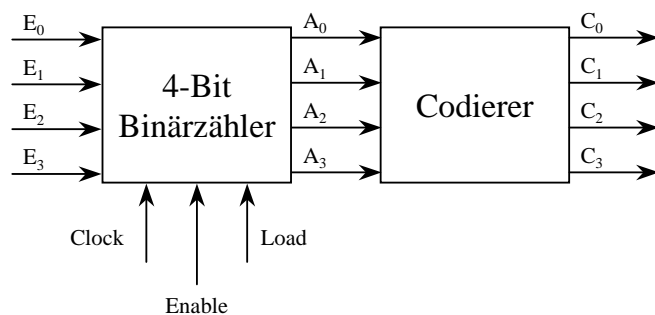 E₀
E₁
E₂
E₃
4-Bit
Binärzähler
A₀
A₁
A₂
A₃
Codierer
C₀
C₁
C₂
C₃
Clock
Load
Enable